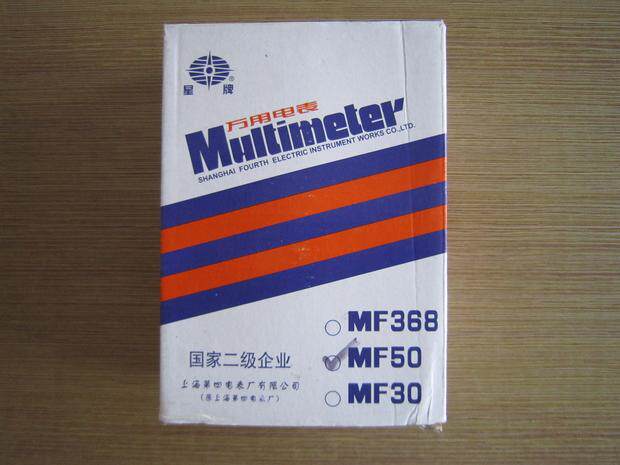 星牌®
万用电表
Multimeter
SHANGHAI FOURTH ELECTRIC INSTRUMENT WORKS CO.,LTD.
MF368
国家二级企业
MF50
上海第四电表厂有限公司
MF30
(原上海第四电表厂)